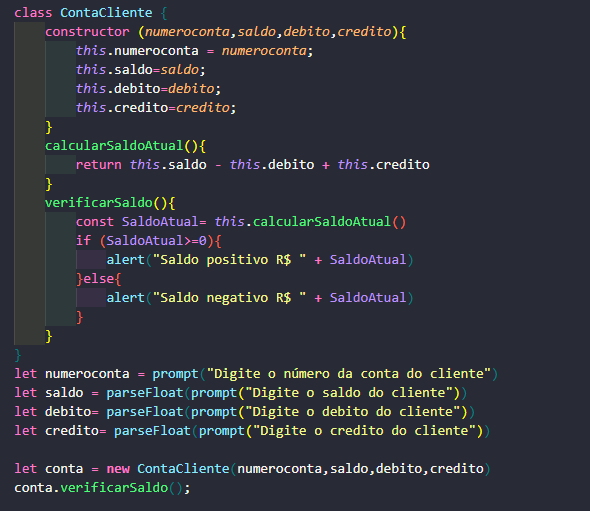 class ContaCliente {
    constructor (numeroconta,saldo,debito,credito){
        this.numeroconta = numeroconta;
        this.saldo=saldo;
        this.debito=debito;
        this.credito=credito;
    }
    calcularSaldoAtual(){
        return this.saldo - this.debito + this.credito
    }
    verificarSaldo(){
        const SaldoAtual= this.calcularSaldoAtual()
        if (SaldoAtual>=0){
            alert("Saldo positivo R$ " + SaldoAtual)
        }else{
            alert("Saldo negativo R$ " + SaldoAtual)
        }
    }
}
let numeroconta = prompt("Digite o número da conta do cliente")
let saldo = parseFloat(prompt("Digite o saldo do cliente"))
let debito= parseFloat(prompt("Digite o debito do cliente"))
let credito= parseFloat(prompt("Digite o credito do cliente"))

let conta = new ContaCliente(numeroconta,saldo,debito,credito)
conta.verificarSaldo();